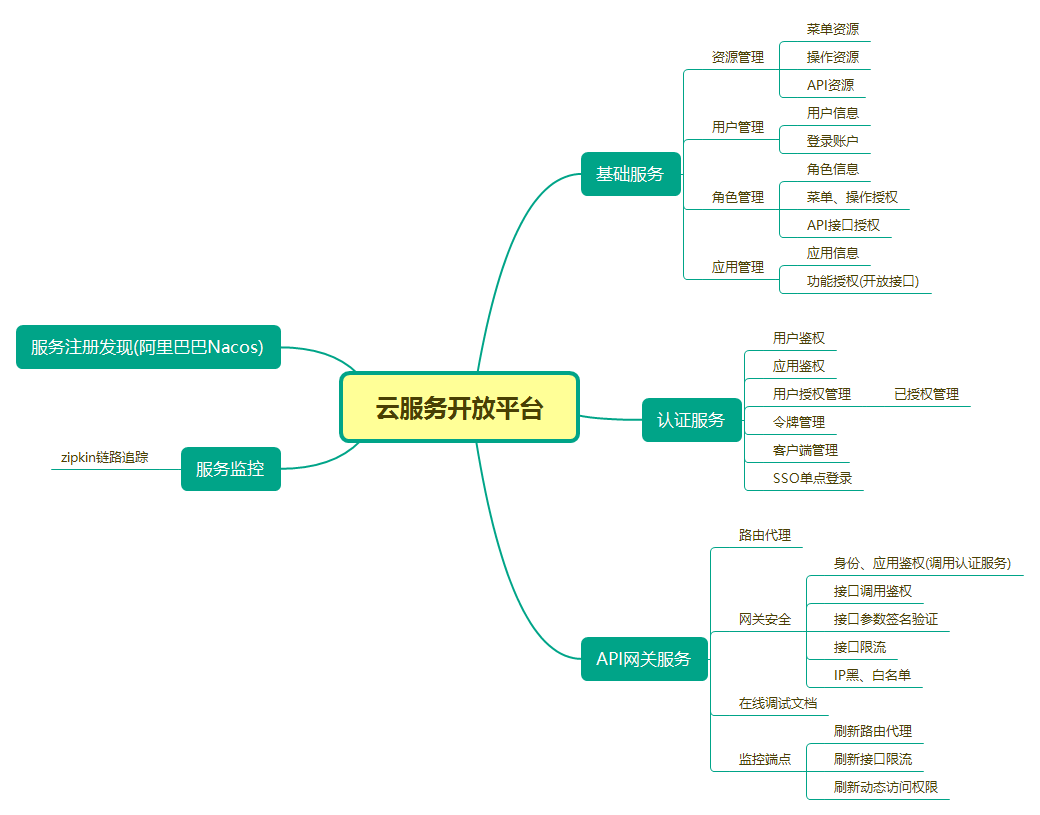 云服务开放平台
基础服务
资源管理
菜单资源
操作资源
API资源
用户管理
用户信息
登录账户
角色管理
角色信息
菜单、操作授权
API接口授权
应用管理
应用信息
功能授权(开放接口)
认证服务
用户鉴权
应用鉴权
用户授权管理
已授权管理
令牌管理
客户端管理
SSO单点登录
API网关服务
路由代理
网关安全
身份、应用鉴权(调用认证服务)
接口调用鉴权
接口参数签名验证
接口限流
IP黑、白名单
在线调试文档
监控端点
刷新路由代理
刷新接口限流
刷新动态访问权限
服务注册发现(阿里巴巴Nacos)
服务监控
zipkin链路追踪